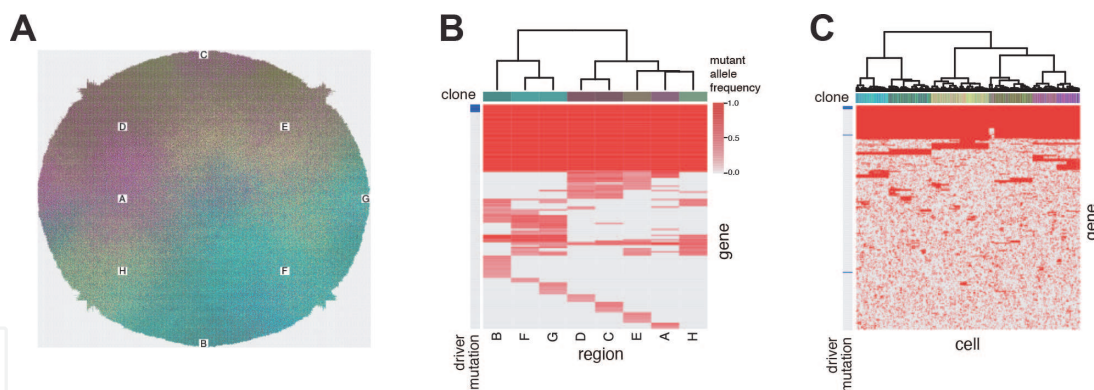 A
C
D
E
A
G
H
F
B
B
mutant
allele
frequency
clone
1.0
0.5
0.0
gene
B F G D C E A H
region
driver
mutation
C
clone
gene
cell
driver
mutation